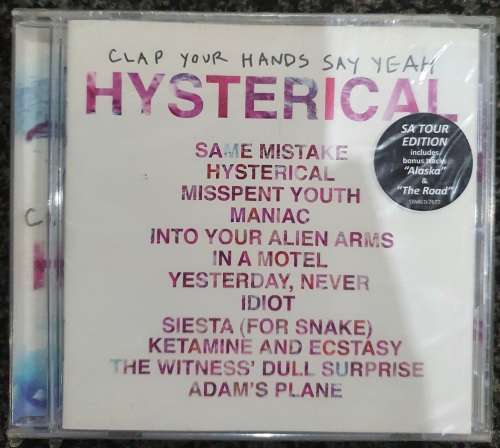 CLAP YOUR HANDS SAY YEAH
HYSTERICAL
SA TOUR
EDITION
includes
bonus tracks
"Alaska"
&
"The Road"
SAME MISTAKE
HYSTERICAL
MISSPENT YOUTH
MANIAC
INTO YOUR ALIEN ARMS
IN A MOTEL
YESTERDAY, NEVER
IDIOT
SIESTA (FOR SNAKE)
KETAMINE AND ECSTASY
THE WITNESS' DULL SURPRISE
ADAM'S PLANE